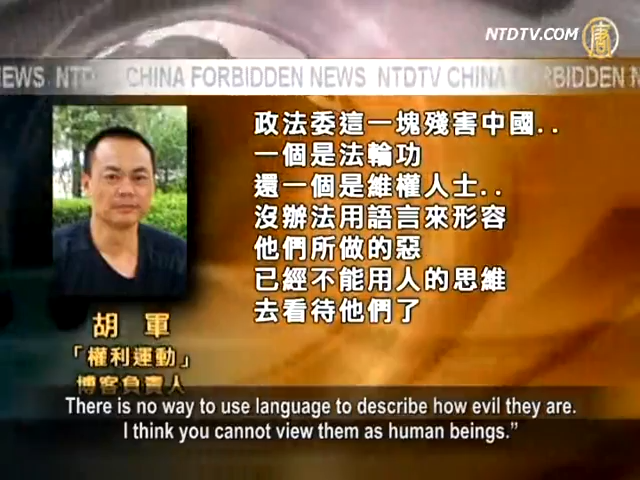 NTDTV.COM
EWS NTD CHINA FORBIDDEN NEWS NTDTV CHINA FORBIDDEN N
政法委這一塊殘害中國..
一個是法輪功
還一個是維權人士..
沒辦法用語言來形容
他們所做的惡
已經不能用人的思維
去看待他們了
胡 軍
「權利運動」
博客負責人
There is no way to use language to describe how evil they are.
I think you cannot view them as human beings.”